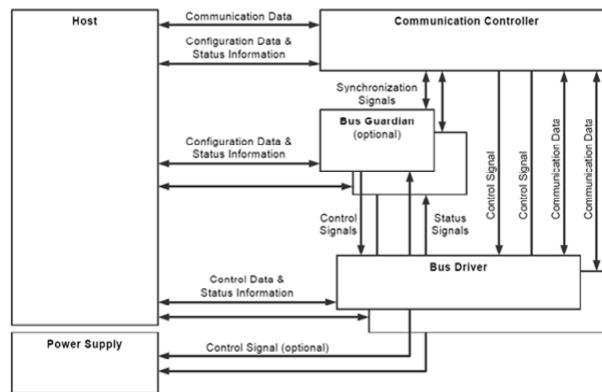 Host
Communication Data
Communication Controller
Configuration Data &
Status Information
Synchronization
Signals
Bus Guardian
(optional)
Configuration Data &
Status Information
Control
Signals
Status
Signals
Control Signal
Control Signal
Communication Data
Communication Data
Bus Driver
Control Data &
Status Information
Power Supply
Control Signal (optional)